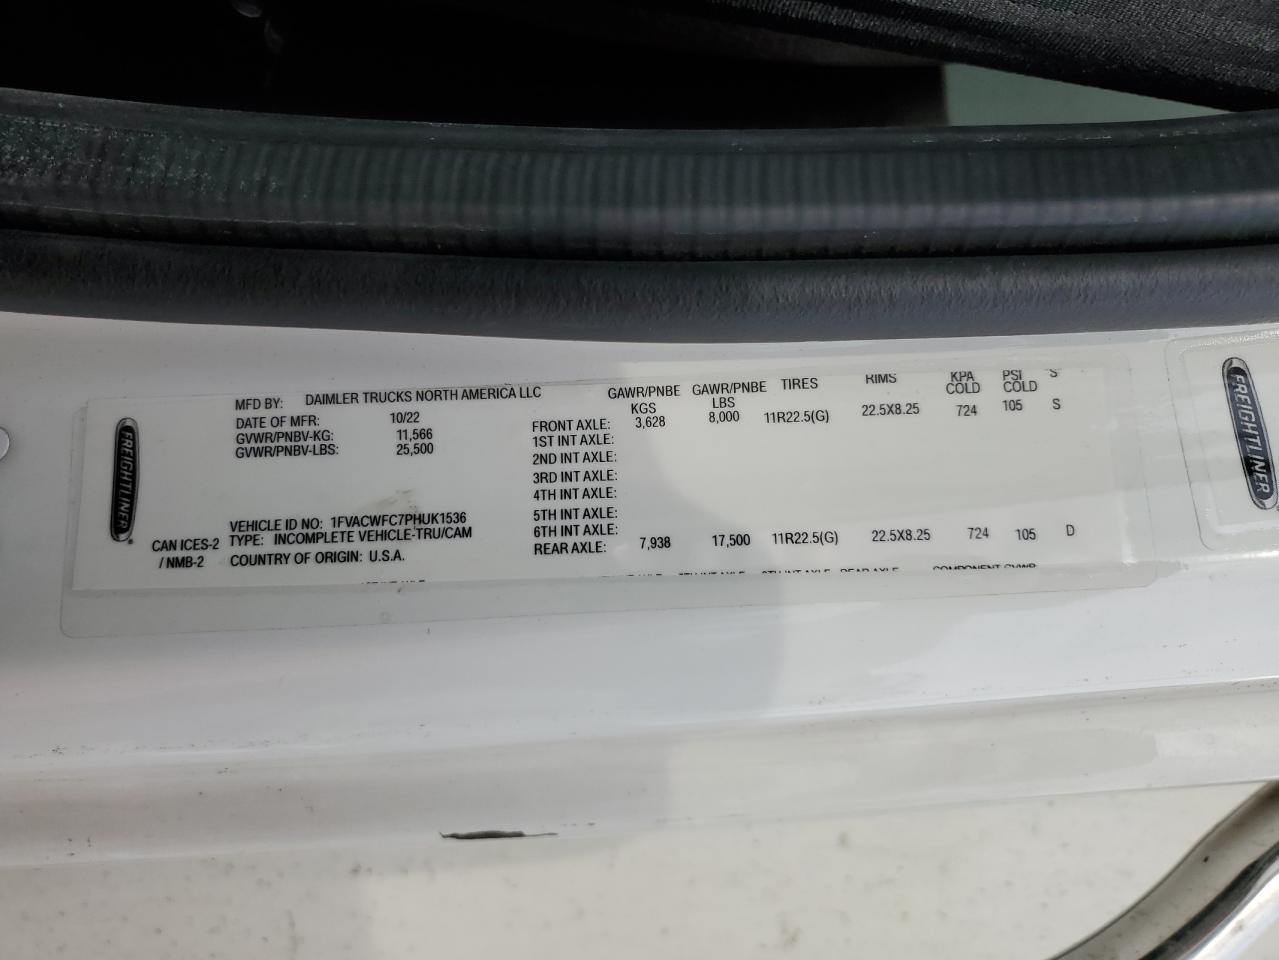 FREIGHTLINER
MFD BY: DAIMLER TRUCKS NORTH AMERICA LLC
DATE OF MFR: 10/22
GVWR/PNBV-KG: 11,566
GVWR/PNBV-LBS: 25,500
VEHICLE ID NO: 1FVACWFC7PHUK1536
CAN ICES-2 TYPE: INCOMPLETE VEHICLE-TRU/CAM
/ NMB-2 COUNTRY OF ORIGIN: U.S.A.
GAWR/PNBE GAWR/PNBE TIRES RIMS KPA PSI S
KGS LBS COLD COLD
FRONT AXLE: 3,628 8,000 11R22.5(G) 22.5X8.25 724 105 S
1ST INT AXLE:
2ND INT AXLE:
3RD INT AXLE:
4TH INT AXLE:
5TH INT AXLE:
6TH INT AXLE:
REAR AXLE: 7,938 17,500 11R22.5(G) 22.5X8.25 724 105 D
REAR AXLE COMPONENT GVWR
FREIGHTLINER